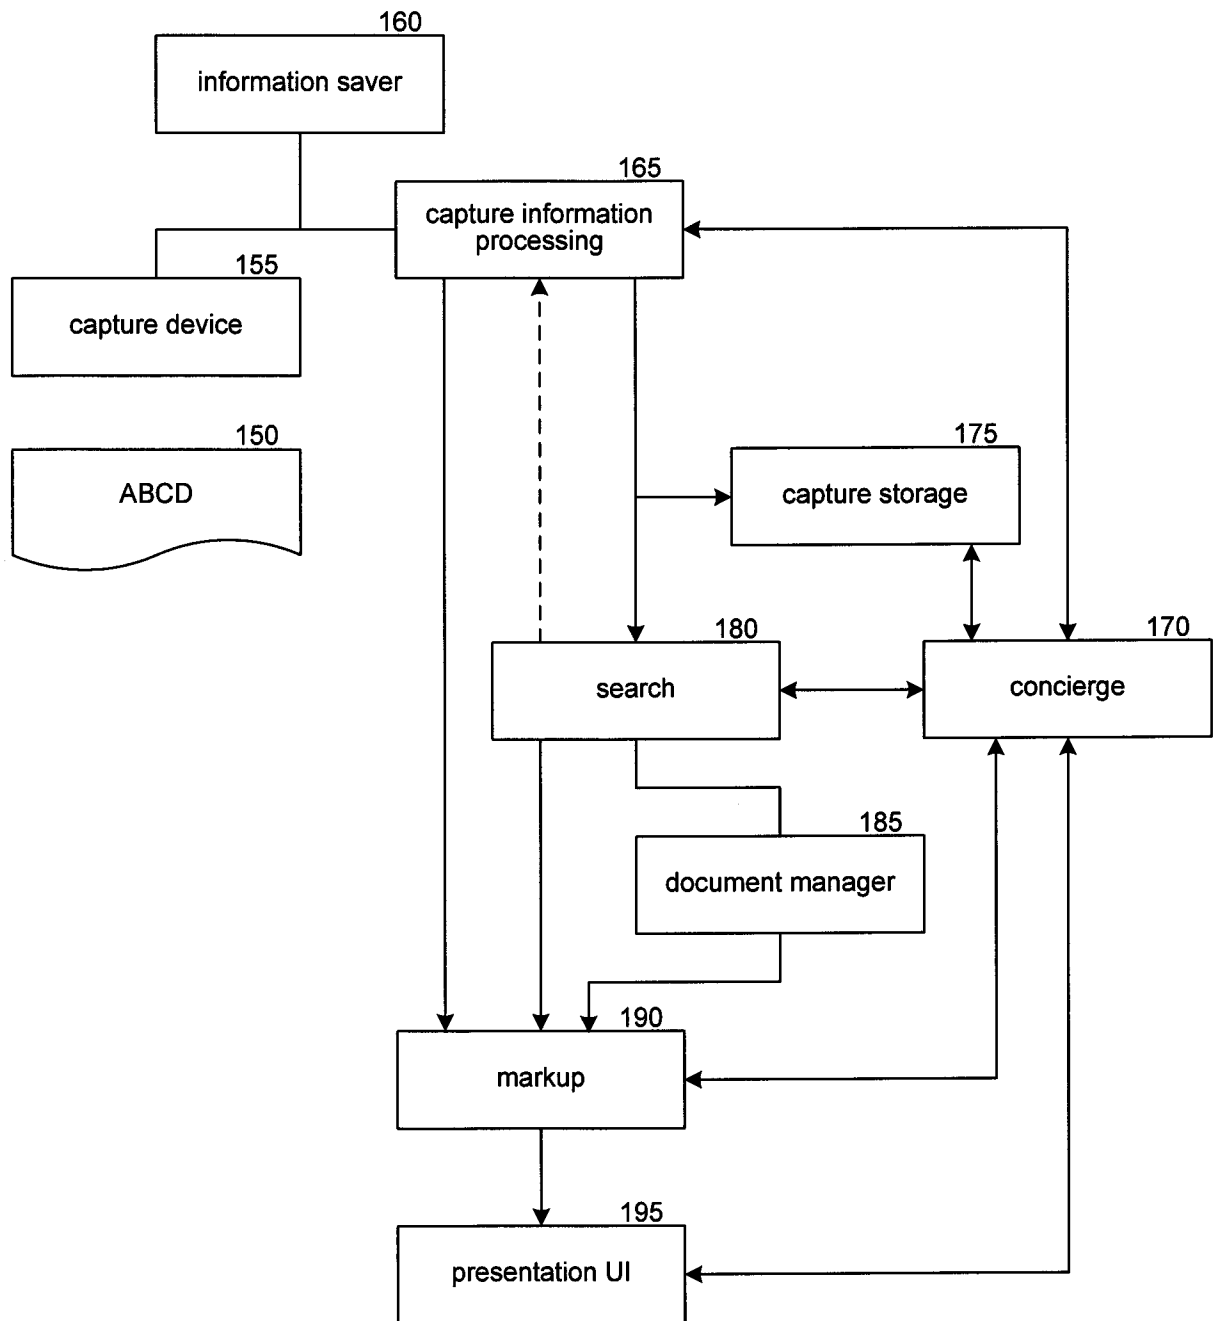 160
information saver
165
capture information
processing
155
capture device
150
ABCD
175
capture storage
180
search
170
concierge
185
document manager
190
markup
195
presentation UI